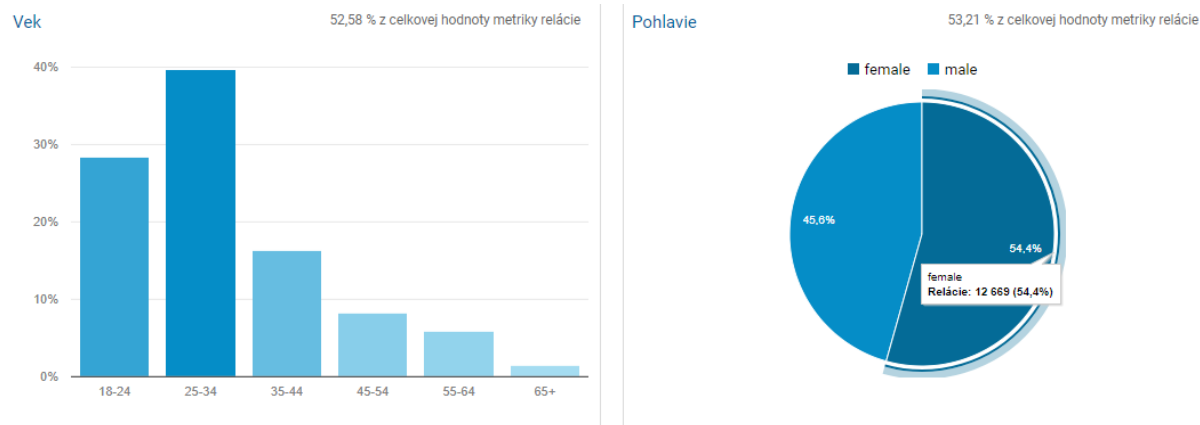 Vek
52,58 % z celkovej hodnoty metriky relácie
40%
30%
20%
10%
0%
18-24
25-34
35-44
45-54
55-64
65+
Pohlavie
53,21 % z celkovej hodnoty metriky relácie
female
male
45,6%
54,4%
female
Relácie: 12 669 (54,4%)